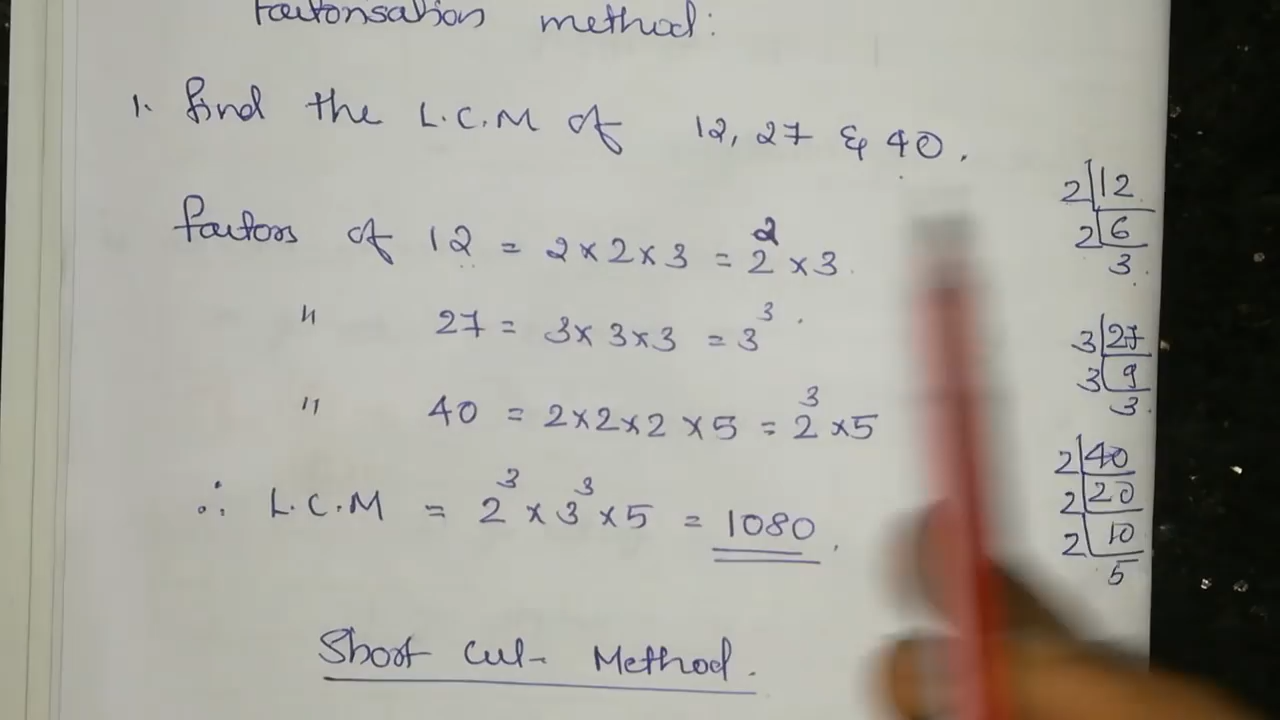 Factorisation method:
1. Find the L.C.M of 12, 27 & 40.
Factors of 12 = 2×2×3 = 2² ×3
" 27 = 3×3×3 = 3³.
" 40 = 2×2×2×5 = 2³×5
∴ L.C.M = 2³×3³×5 = 1080.
Short cut Method.
2|12
2|6
3
3|27
3|9
3
2|40
2|20
2|10
5